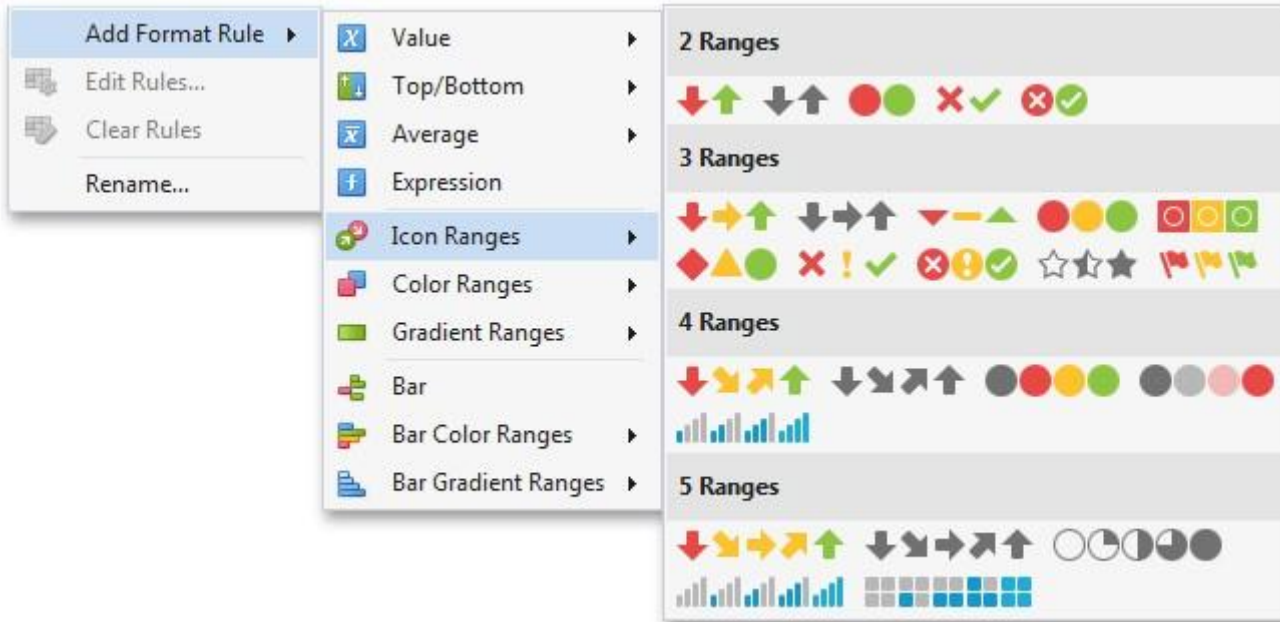 Add Format Rule
Edit Rules...
Clear Rules
Rename...
Value
Top/Bottom
Average
Expression
Icon Ranges
Color Ranges
Gradient Ranges
Bar
Bar Color Ranges
Bar Gradient Ranges
2 Ranges
3 Ranges
4 Ranges
5 Ranges